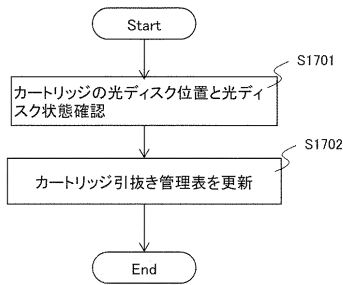 Start
S1701
カートリッジの光ディスク位置と光ディ
スク状態確認
S1702
カートリッジ引抜き管理表を更新
End